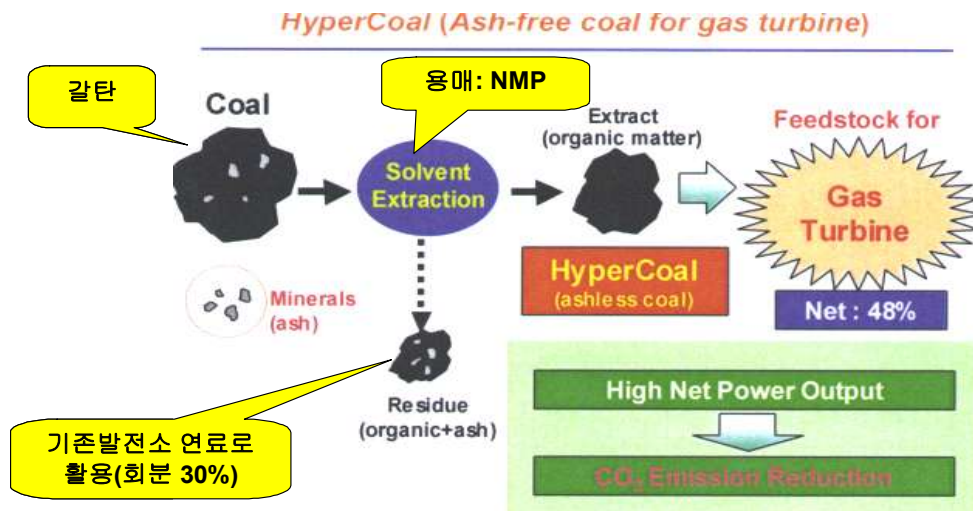 HyperCoal (Ash-free coal for gas turbine)
갈탄
용매: NMP
Coal
Solvent
Extraction
Extract
(organic matter)
Feedstock for
Gas
Turbine
HyperCoal
(ashless coal)
Net : 48%
Minerals
(ash)
Residue
(organic+ash)
기존발전소 연료로
활용(회분 30%)
High Net Power Output
CO₂ Emission Reduction